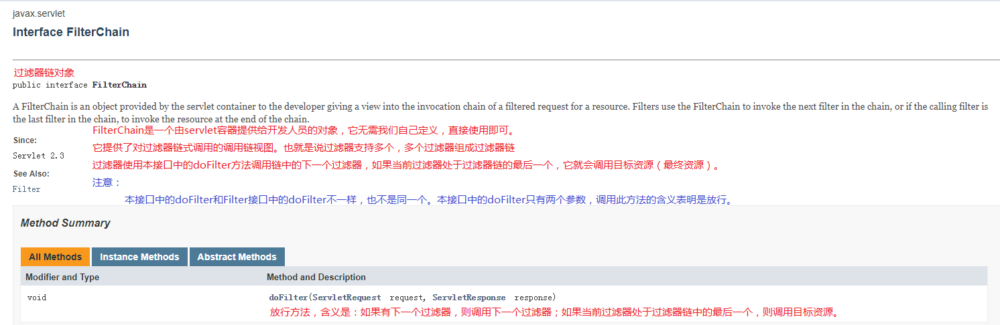 javax.servlet
Interface FilterChain
过滤器链对象
public interface FilterChain
A FilterChain is an object provided by the servlet container to the developer giving a view into the invocation chain of a filtered request for a resource. Filters use the FilterChain to invoke the next filter in the chain, or if the calling filter is
the last filter in the chain, to invoke the resource at the end of the chain.
FilterChain是一个由servlet容器提供给开发人员的对象，它无需我们自己定义，直接使用即可。
Since:
它提供了对过滤器链式调用的调用链视图。也就是说过滤器支持多个，多个过滤器组成过滤器链
Servlet 2.3
过滤器使用本接口中的doFilter方法调用链中的下一个过滤器，如果当前过滤器处于过滤器链的最后一个，它就会调用目标资源（最终资源）。
See Also:
注意：
Filter
本接口中的doFilter和Filter接口中的doFilter不一样，也不是同一个。本接口中的doFilter只有两个参数，调用此方法的含义表明是放行。
Method Summary
All Methods Instance Methods Abstract Methods
Modifier and Type Method and Description
void doFilter(ServletRequest request, ServletResponse response)
放行方法，含义是：如果有下一个过滤器，则调用下一个过滤器；如果当前过滤器处于过滤器链中的最后一个，则调用目标资源。